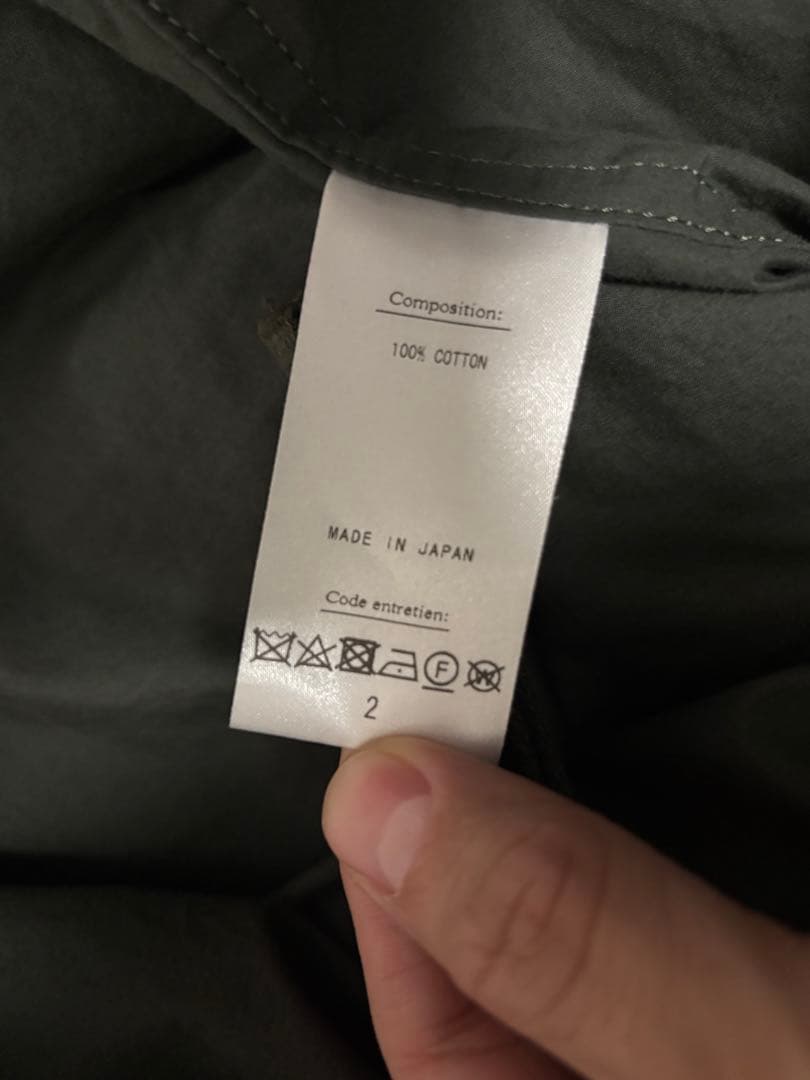 Composition:
100% COTTON
MADE IN JAPAN
Code entretien:
F W
2